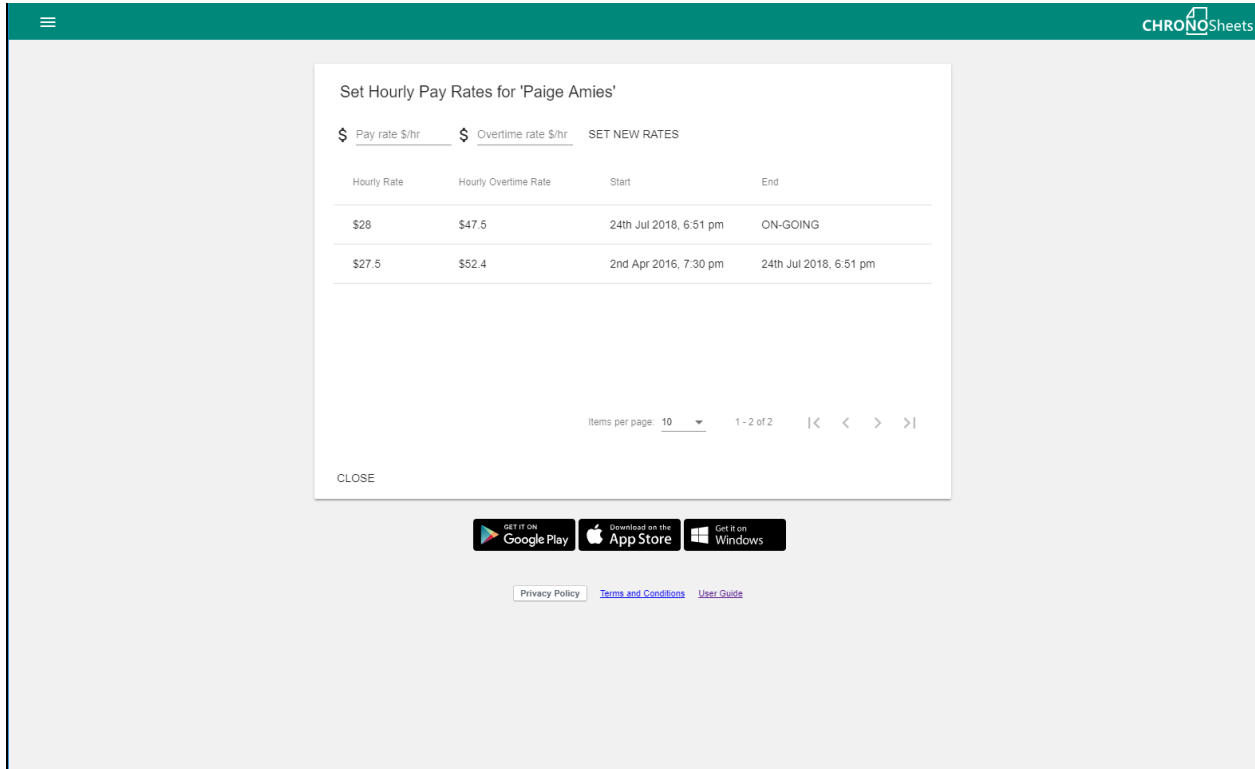 CHRONOSheets
Set Hourly Pay Rates for 'Paige Amies'
$ Pay rate $/hr $ Overtime rate $/hr SET NEW RATES
Hourly Rate Hourly Overtime Rate Start End
$28 $47.5 24th Jul 2018, 6:51 pm ON-GOING
$27.5 $52.4 2nd Apr 2016, 7:30 pm 24th Jul 2018, 6:51 pm
Items per page: 10 1 - 2 of 2
CLOSE
GET IT ON Google Play Download on the App Store Get it on Windows
Privacy Policy Terms and Conditions User Guide